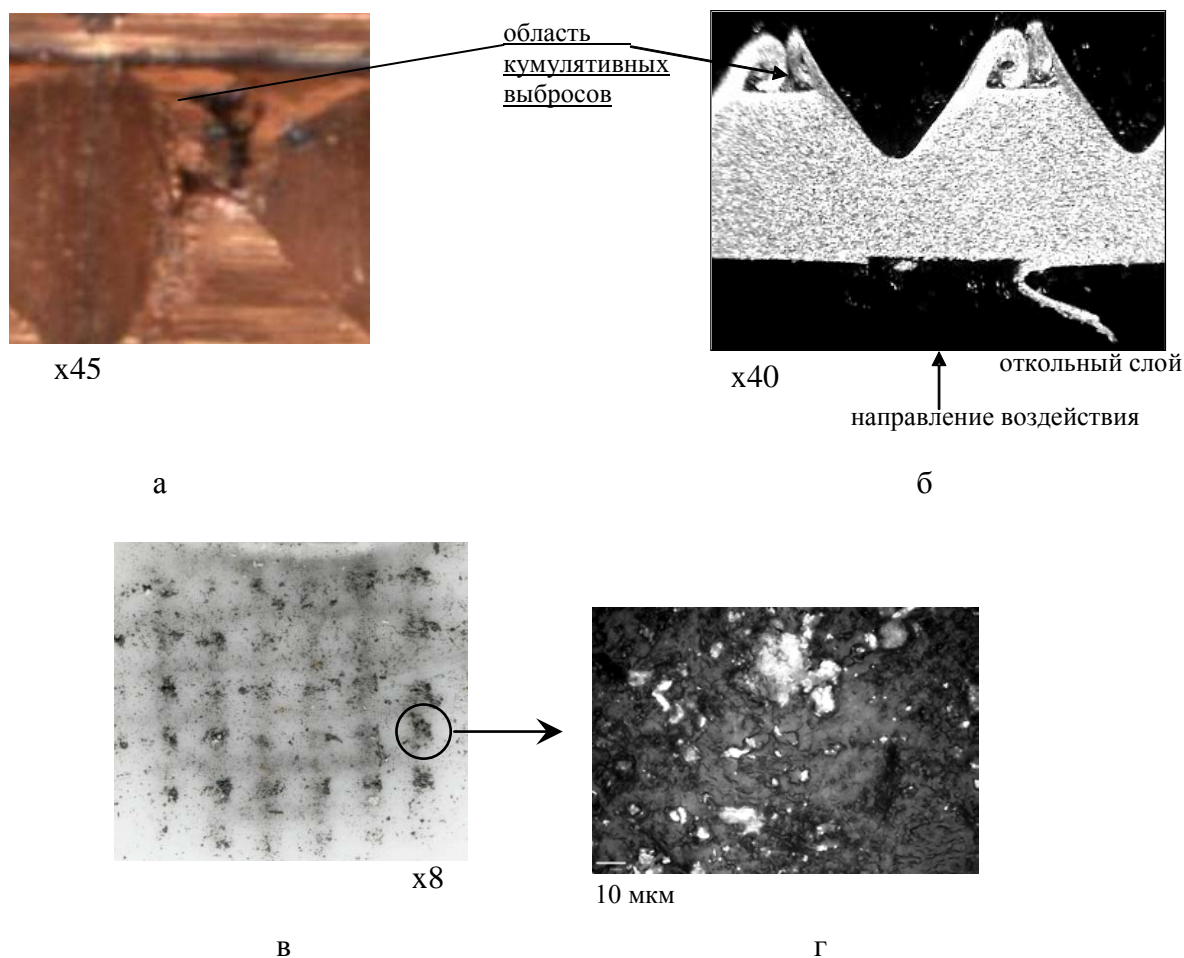 область
кумулятивных
выбросов
х45
х40
откольный слой
направление воздействия
а
б
х8
10 мкм
в
г